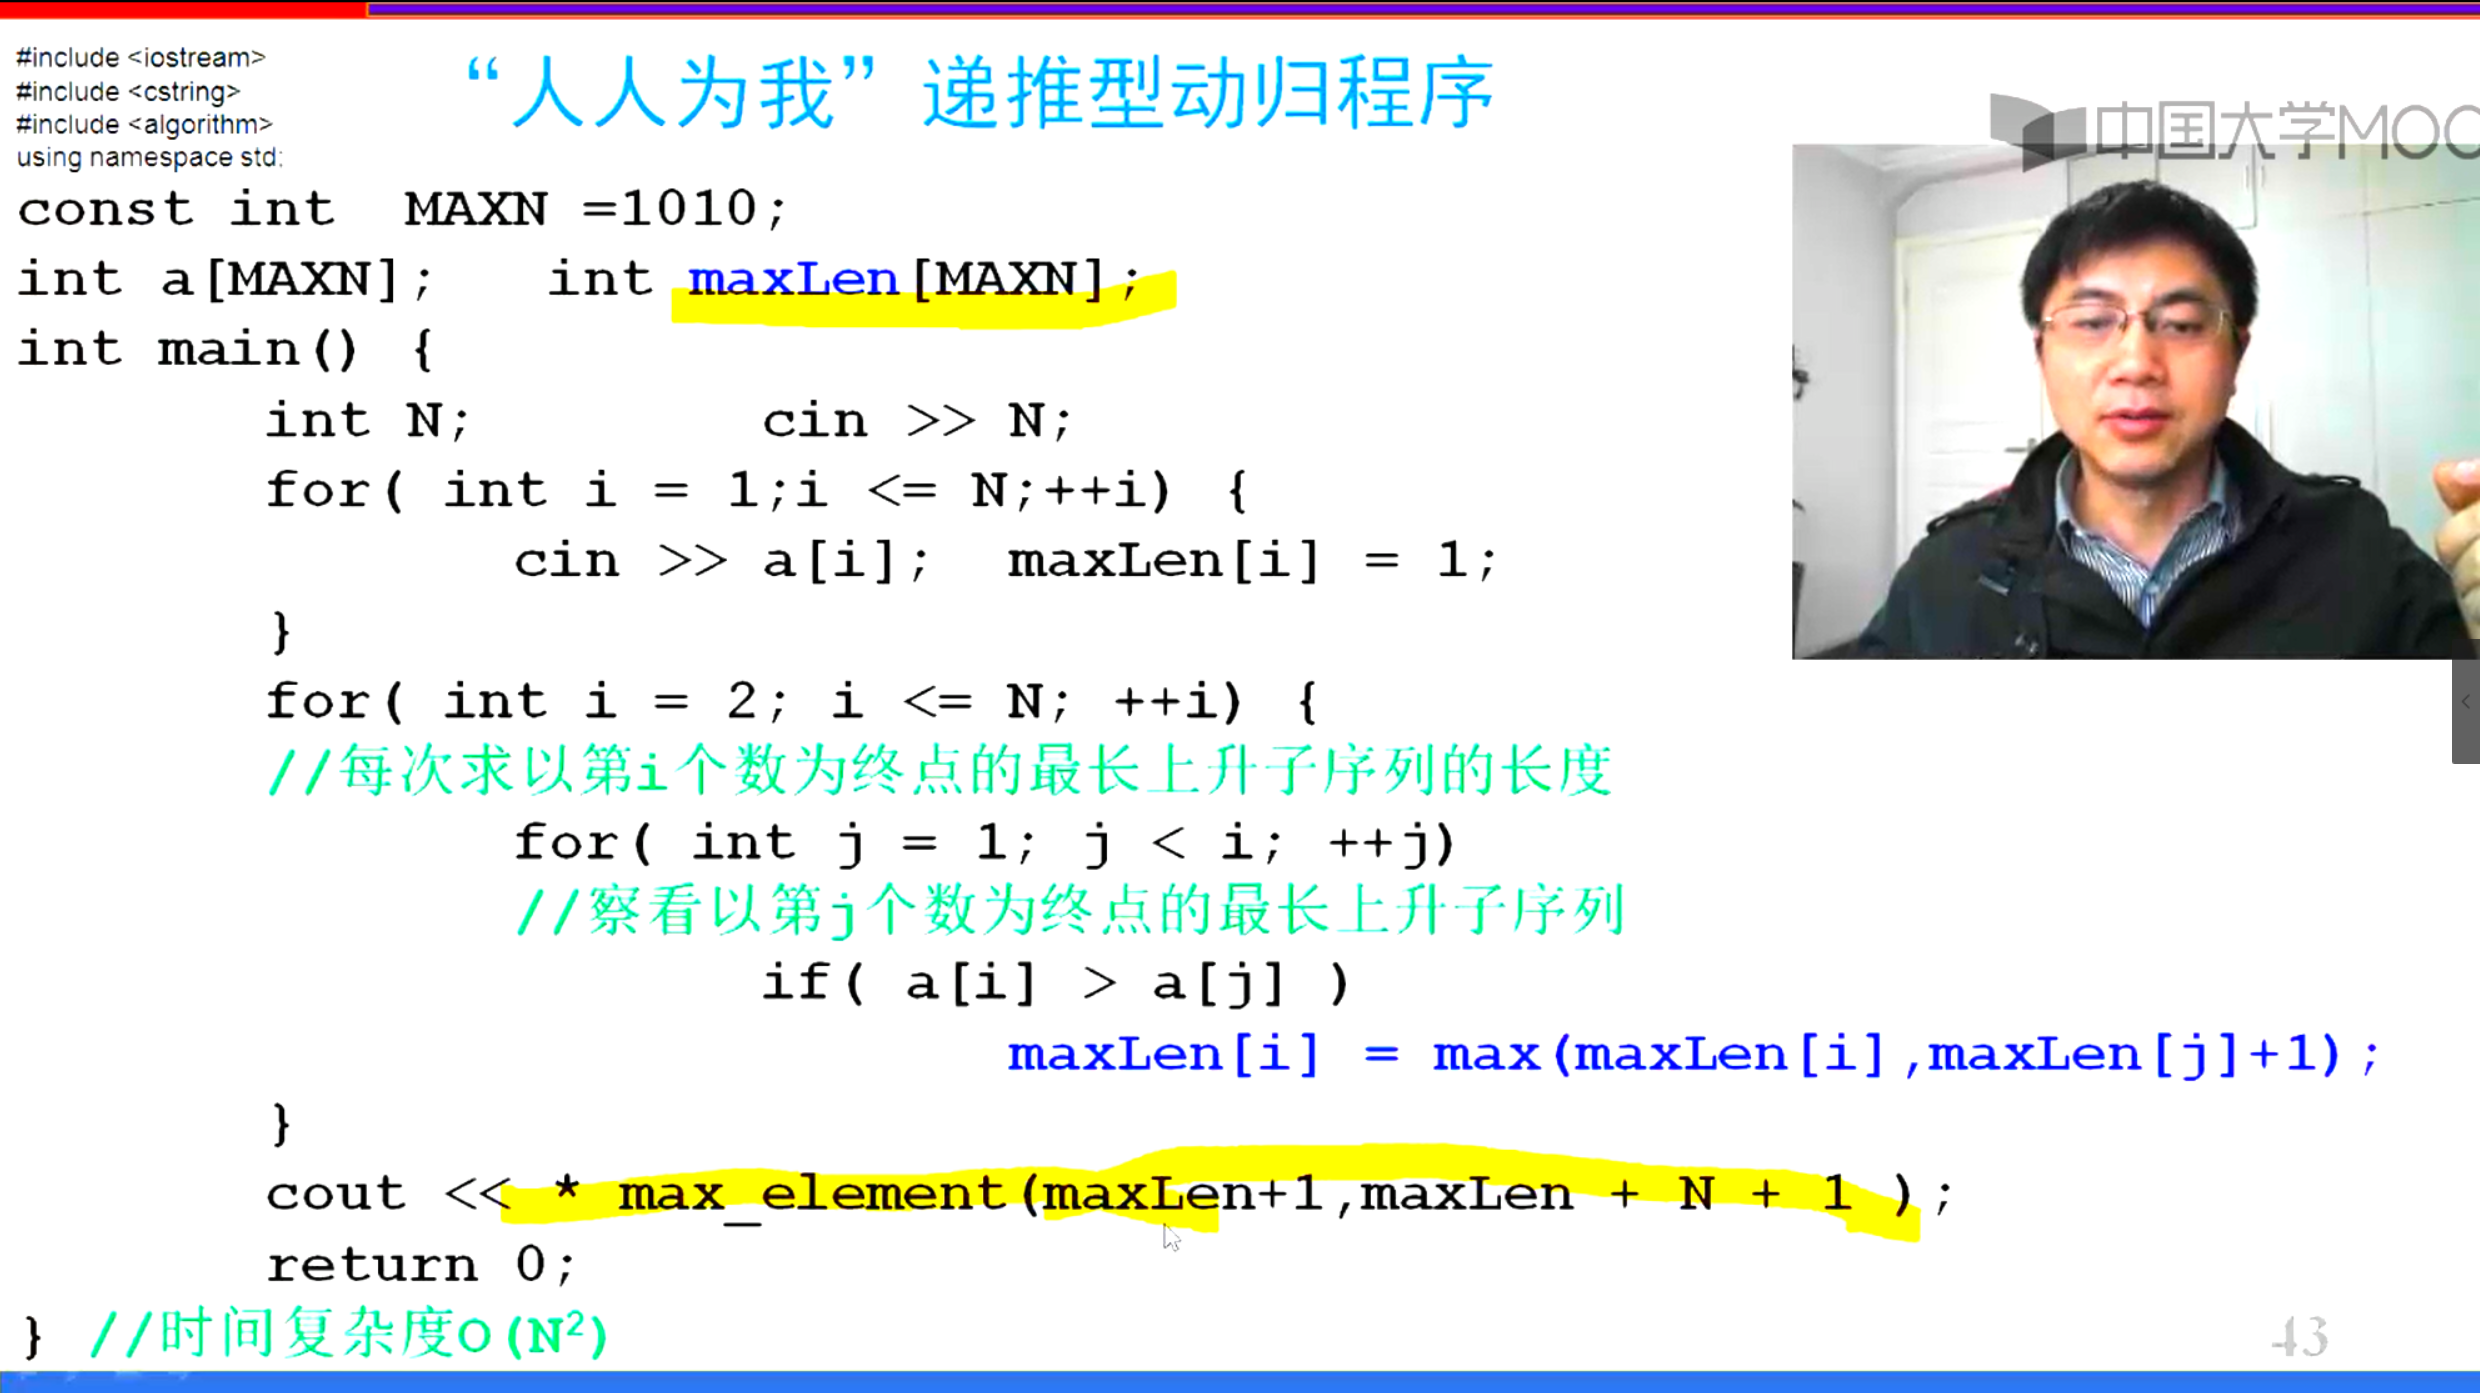 #include <iostream>
#include <cstring>
#include <algorithm>
using namespace std;
“人人为我”递推型动归程序
中国大学MOOC
const int  MAXN =1010;
int a[MAXN];   int maxLen[MAXN];
int main() {
int N;        cin >> N;
for( int i = 1;i <= N;++i) {
cin >> a[i];  maxLen[i] = 1;
}
for( int i = 2; i <= N; ++i) {
//每次求以第i个数为终点的最长上升子序列的长度
for( int j = 1; j < i; ++j)
//察看以第j个数为终点的最长上升子序列
if( a[i] > a[j] )
maxLen[i] = max(maxLen[i],maxLen[j]+1);
}
cout << * max_element(maxLen+1,maxLen + N + 1 );
return 0;
} //时间复杂度O(N²)
43